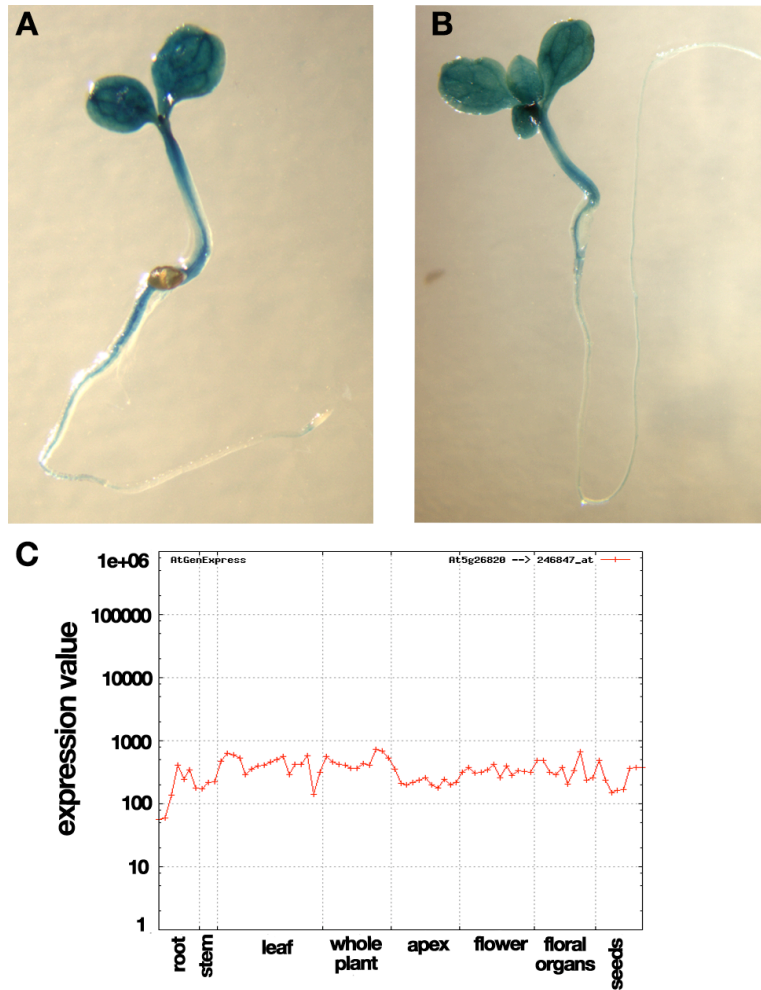 A
B
C
AtGenExpress
At5g26820 --> 246847_at
1e+06
100000
10000
1000
100
10
1
expression value
root
stem
leaf
whole
plant
apex
flower
floral
organs
seeds